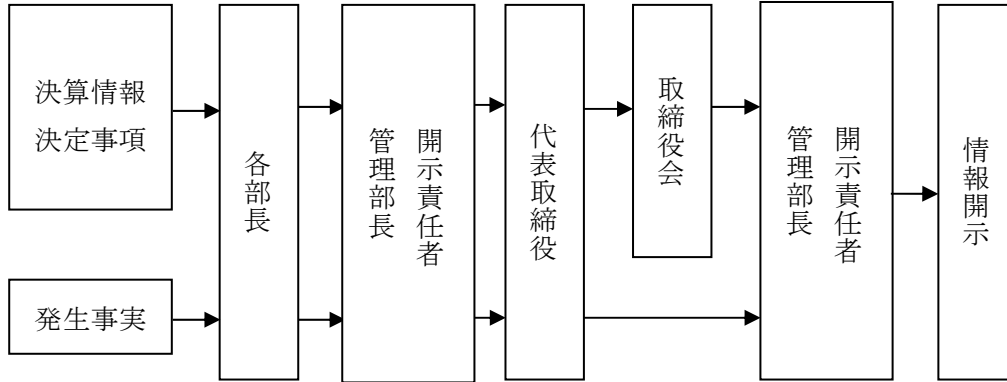 決算情報
決定事項
発生事実
各部長
開示責任者
管理部長
代表取締役
取締役会
開示責任者
管理部長
情報開示